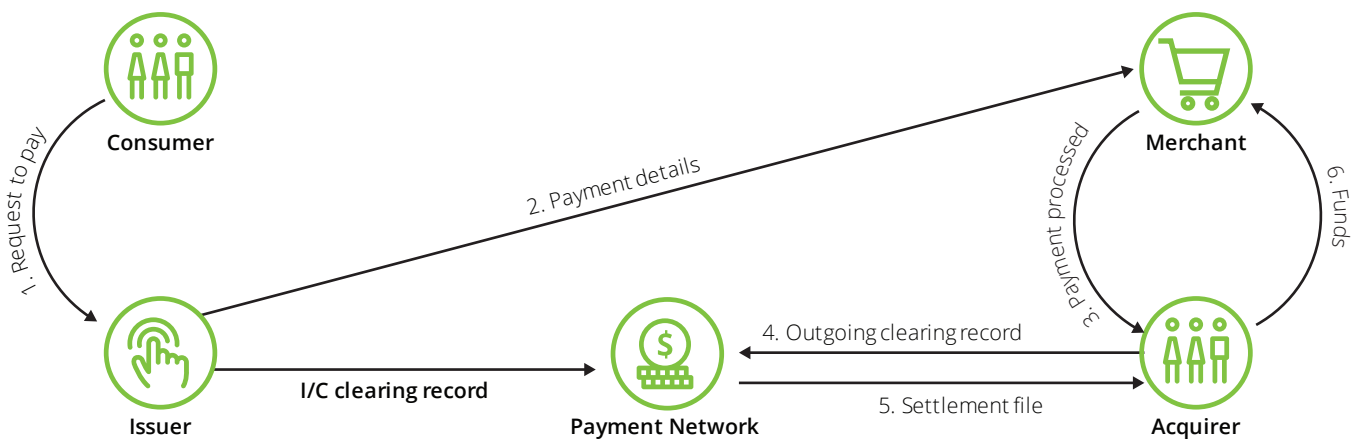 Consumer
Merchant
1. Request to pay
2. Payment details
3. Payment processed
6. Funds
$
4. Outgoing clearing record
I/C clearing record
5. Settlement file
Issuer
Payment Network
Acquirer